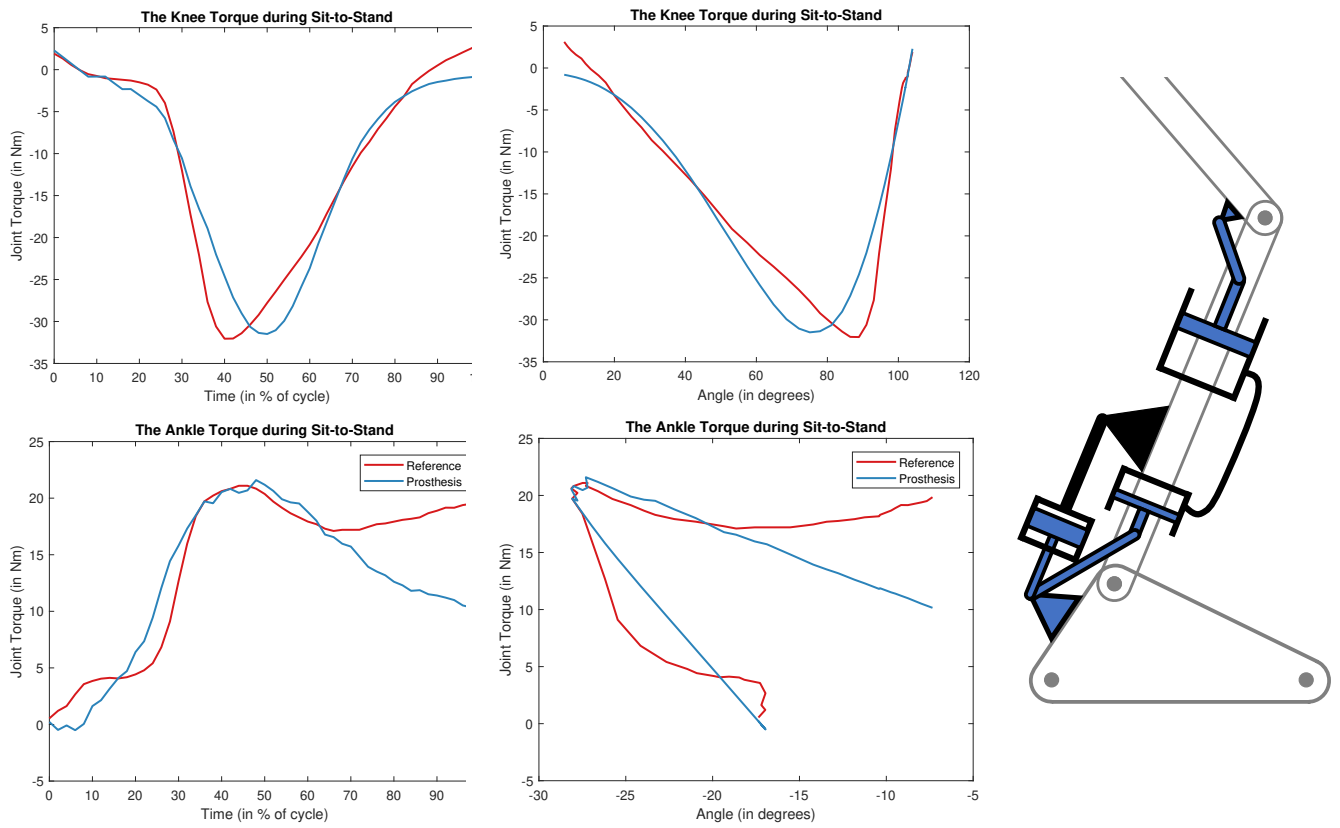 The Knee Torque during Sit-to-Stand
5
0
-5
-10
-15
-20
-25
-30
-35
Joint Torque (in Nm)
0 10 20 30 40 50 60 70 80 90
Time (in % of cycle)
The Knee Torque during Sit-to-Stand
5
0
-5
-10
-15
-20
-25
-30
-35
Joint Torque (in Nm)
0 20 40 60 80 100 120
Angle (in degrees)
The Ankle Torque during Sit-to-Stand
25
20
15
10
5
0
-5
Joint Torque (in Nm)
Reference
Prosthesis
0 10 20 30 40 50 60 70 80 90
Time (in % of cycle)
The Ankle Torque during Sit-to-Stand
25
20
15
10
5
0
-5
Joint Torque (in Nm)
Reference
Prosthesis
-30 -25 -20 -15 -10 -5
Angle (in degrees)